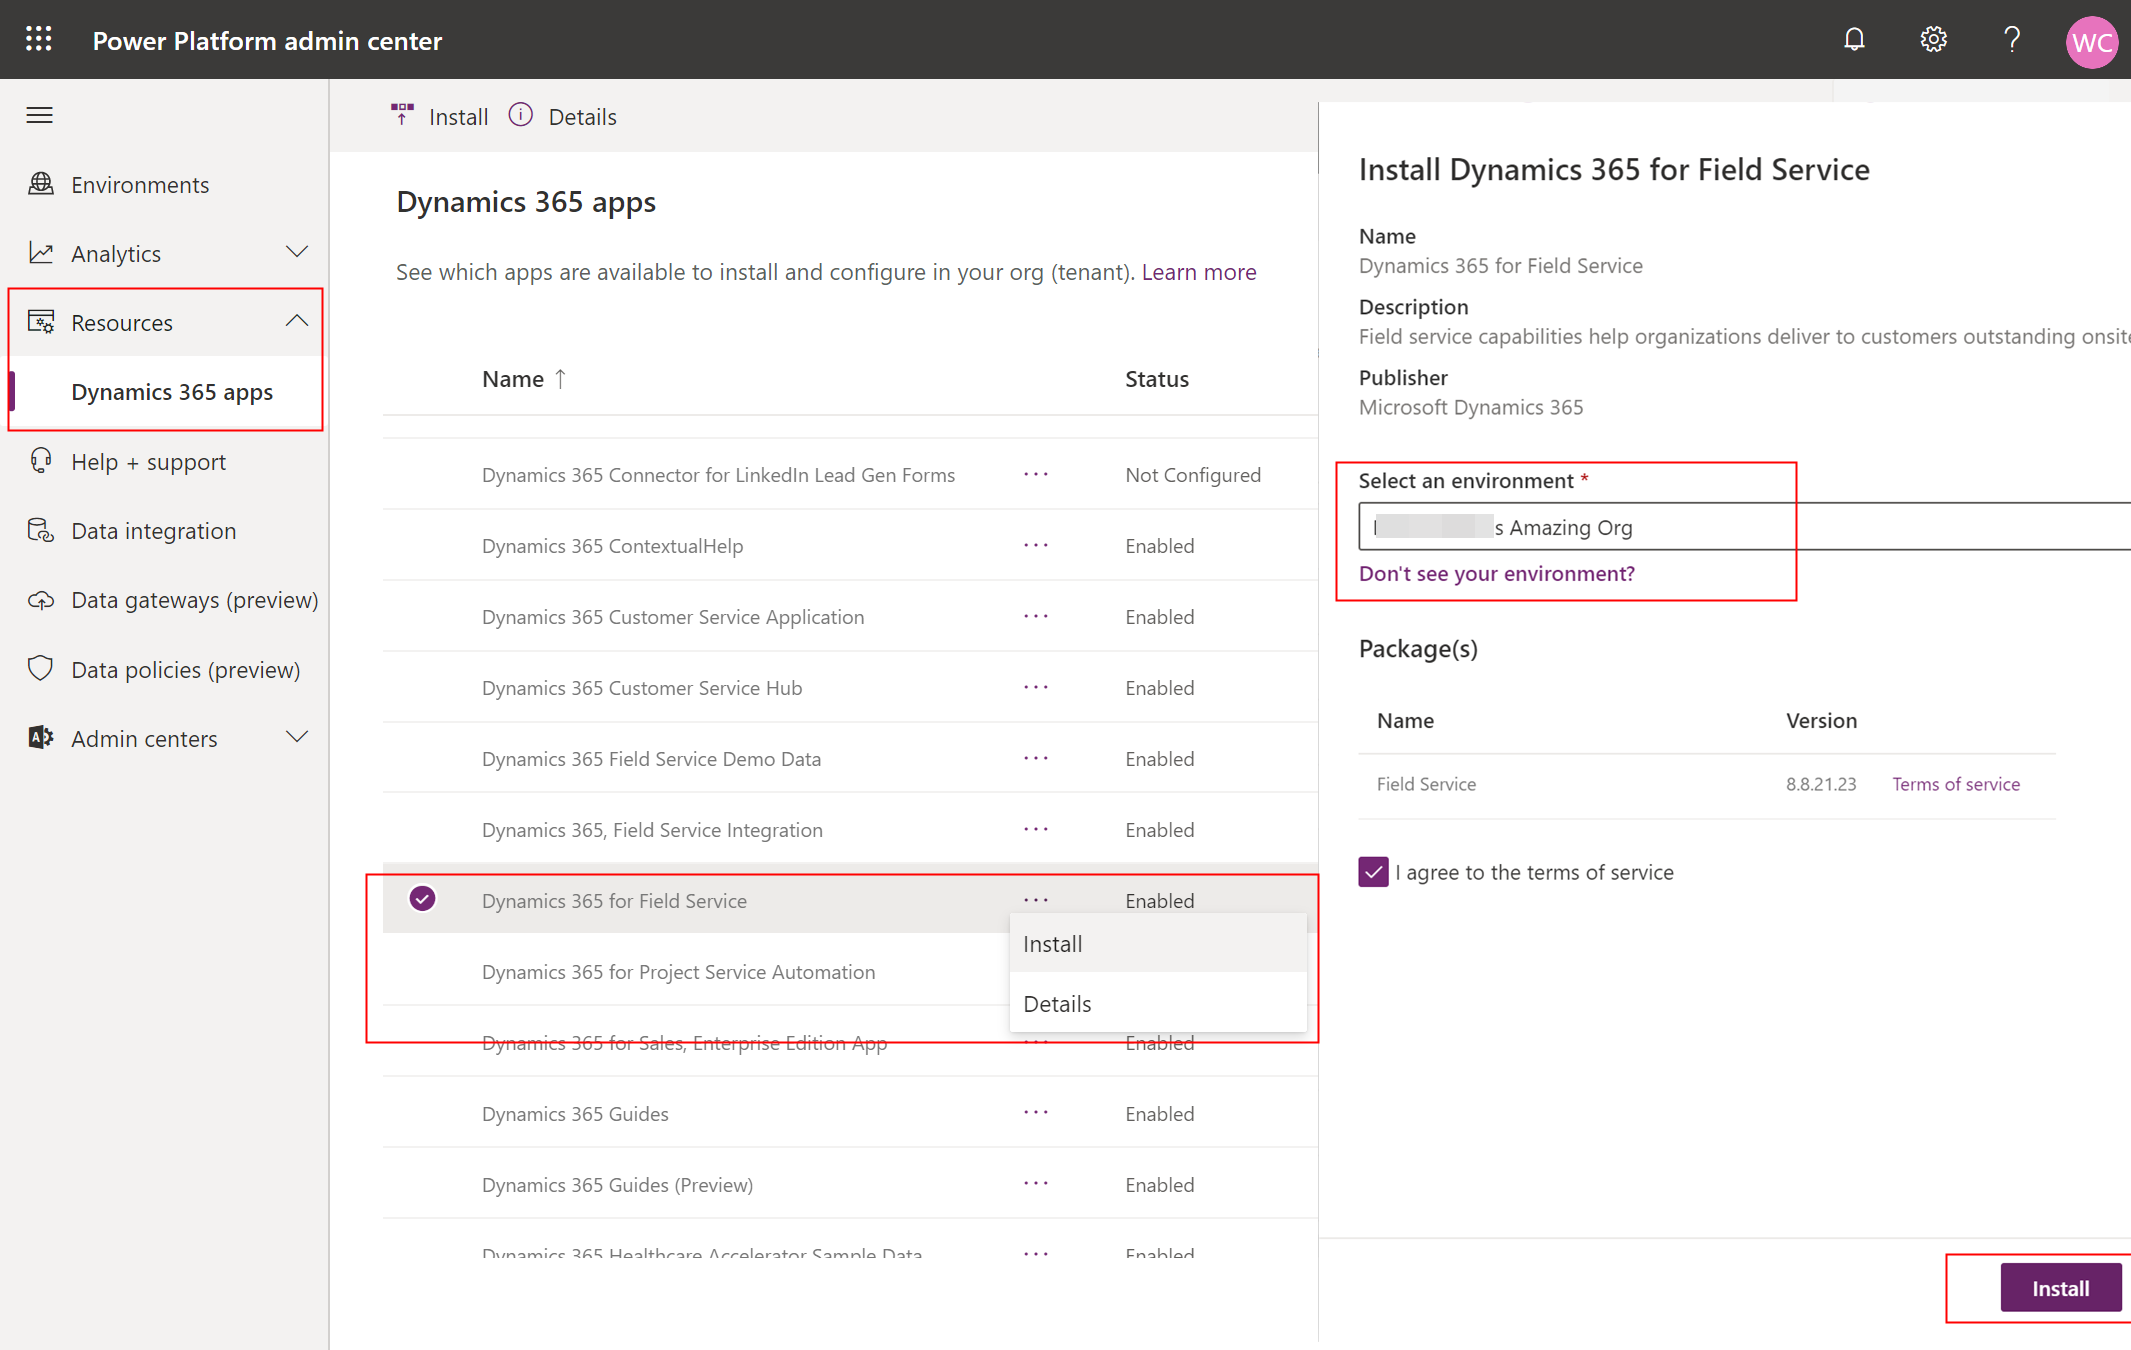 Power Platform admin center
WC
Environments
Analytics
Resources
Dynamics 365 apps
Help + support
Data integration
Data gateways (preview)
Data policies (preview)
Admin centers
Install Details
Dynamics 365 apps
See which apps are available to install and configure in your org (tenant). Learn more
Name ↑ Status
Dynamics 365 Connector for LinkedIn Lead Gen Forms ... Not Configured
Dynamics 365 ContextualHelp ... Enabled
Dynamics 365 Customer Service Application ... Enabled
Dynamics 365 Customer Service Hub ... Enabled
Dynamics 365 Field Service Demo Data ... Enabled
Dynamics 365, Field Service Integration ... Enabled
Dynamics 365 for Field Service ... Enabled
Install
Dynamics 365 for Project Service Automation
Details
Dynamics 365 for Sales, Enterprise Edition App ... Enabled
Dynamics 365 Guides ... Enabled
Dynamics 365 Guides (Preview) ... Enabled
Dynamics 365 Healthcare Accelerator Sample Data ... Enabled
Install Dynamics 365 for Field Service
Name
Dynamics 365 for Field Service
Description
Field service capabilities help organizations deliver to customers outstanding onsite
Publisher
Microsoft Dynamics 365
Select an environment *
s Amazing Org
Don't see your environment?
Package(s)
Name Version
Field Service 8.8.21.23 Terms of service
I agree to the terms of service
Install